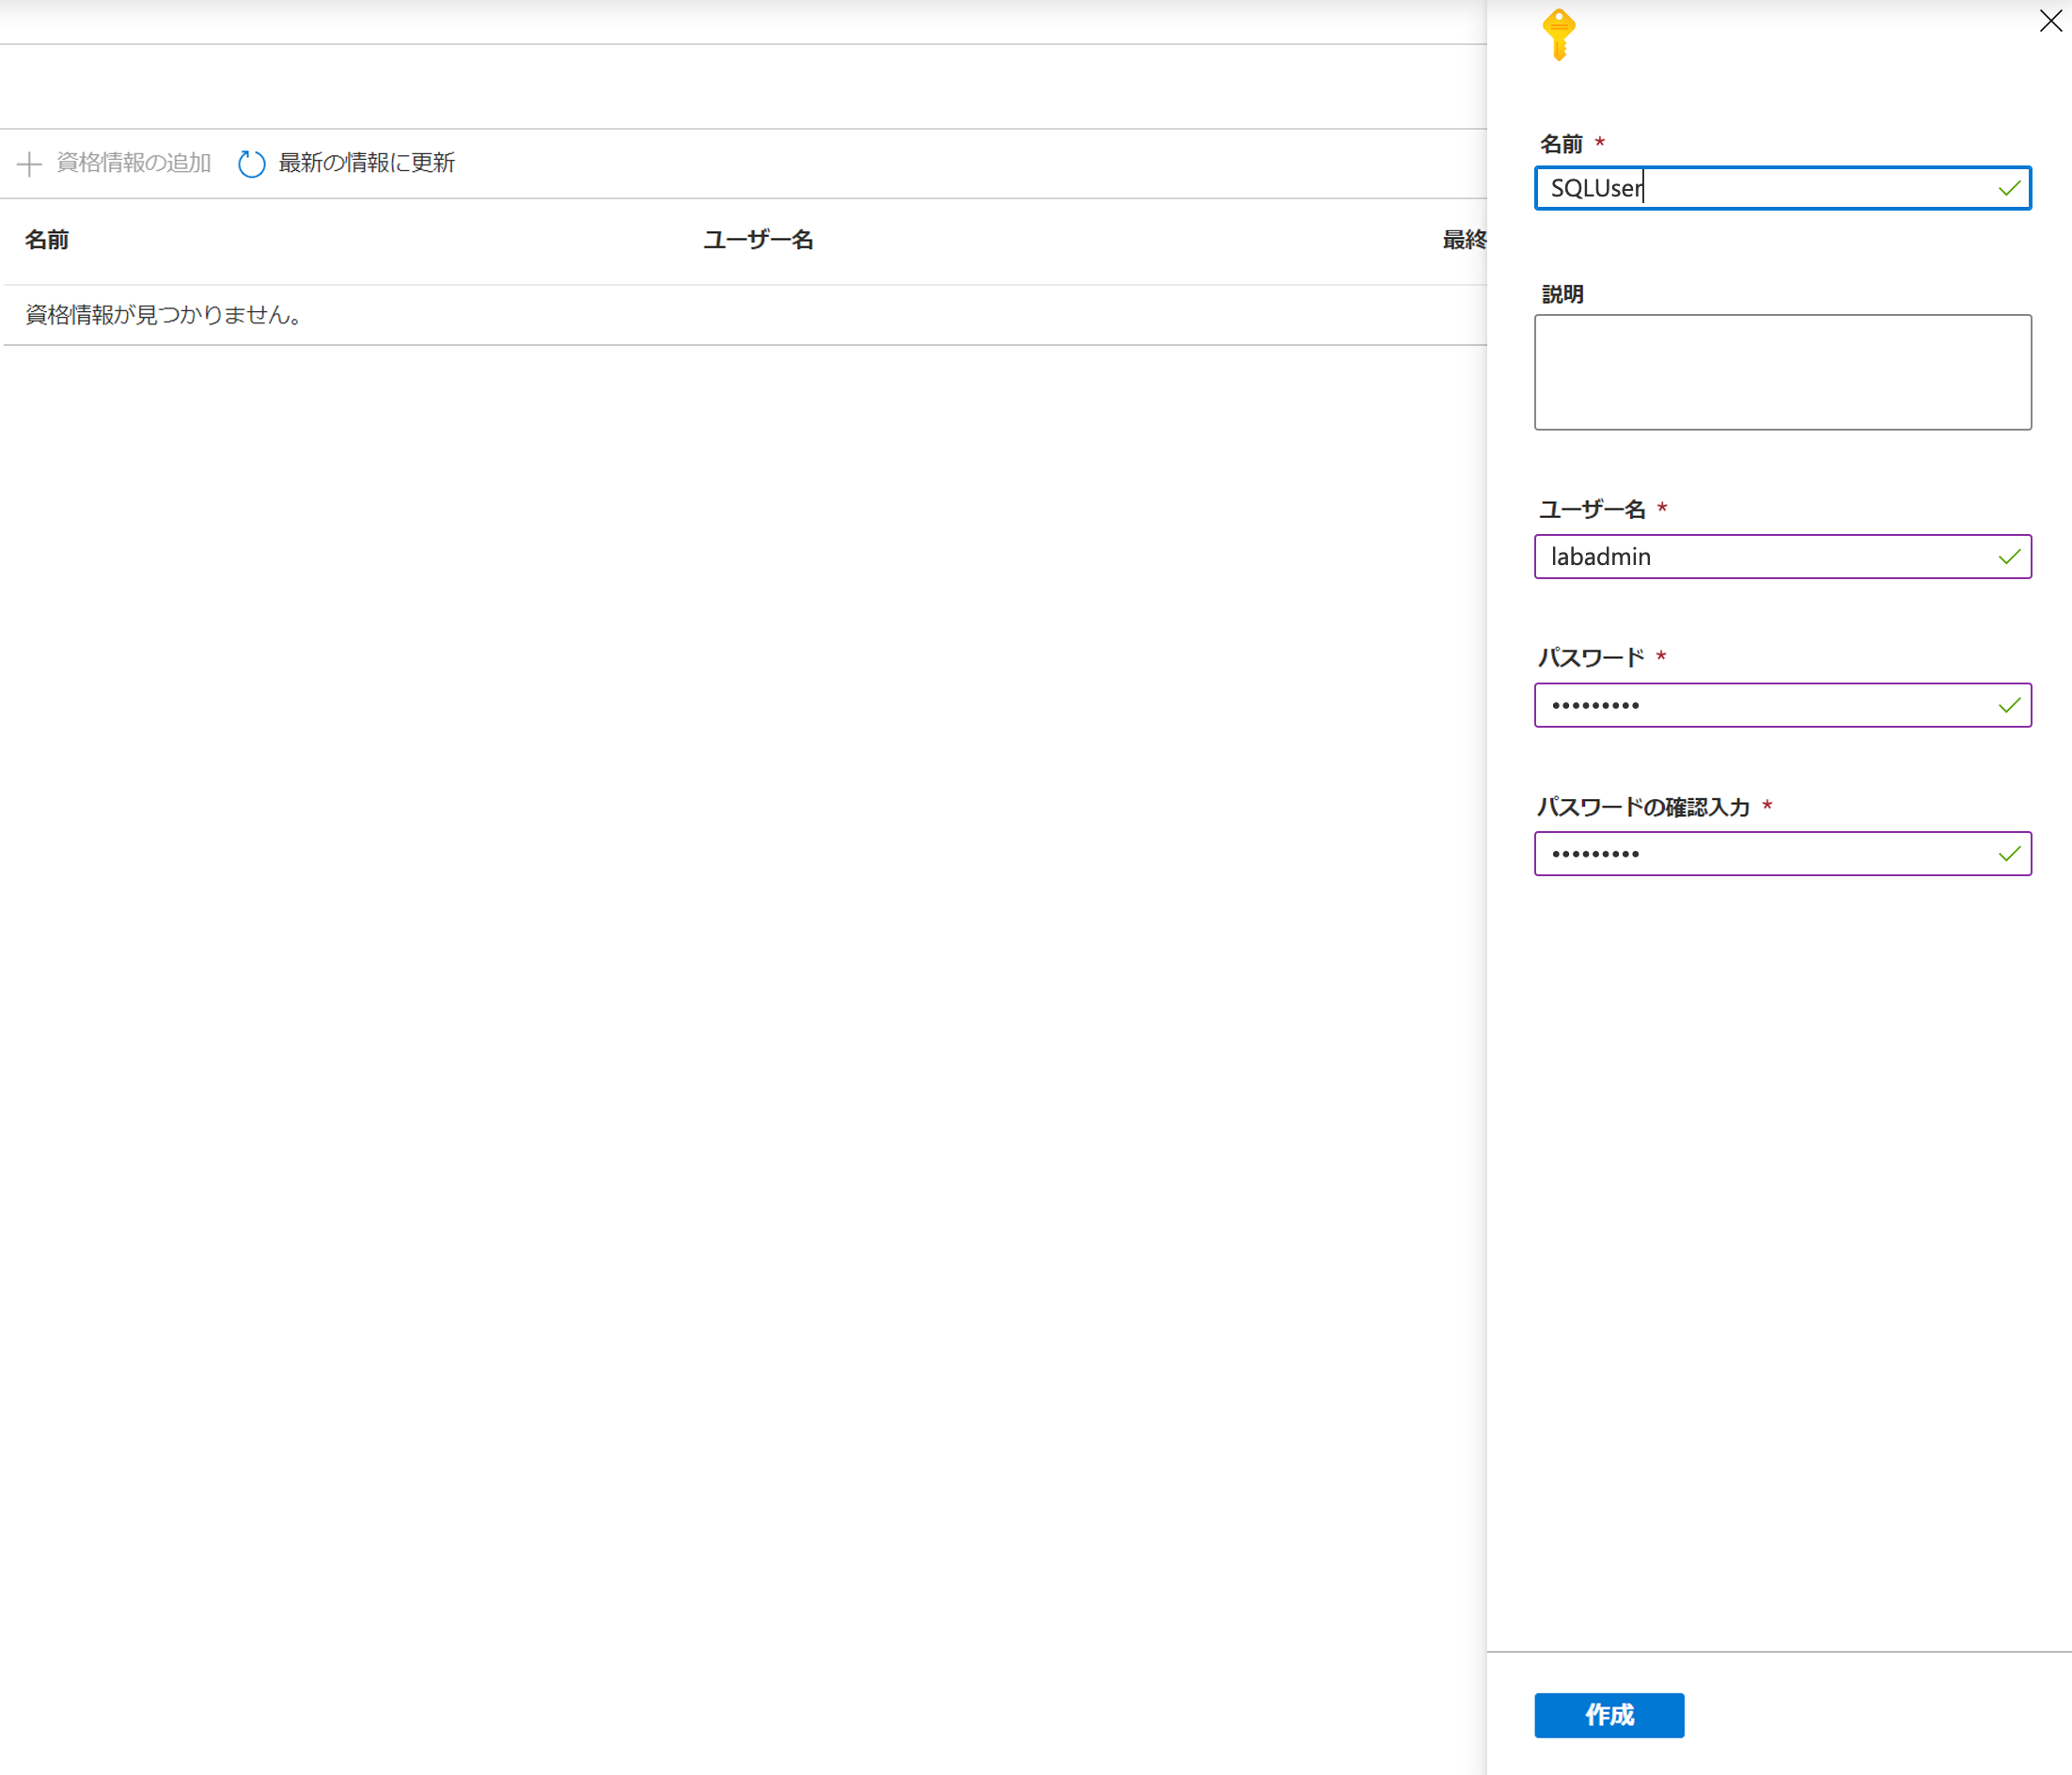 資格情報の追加 最新の情報に更新
名前 ユーザー名 最終
資格情報が見つかりません。
名前 *
SQLUser
説明
ユーザー名 *
labadmin
パスワード *
•••••••••
パスワードの確認入力 *
•••••••••
作成